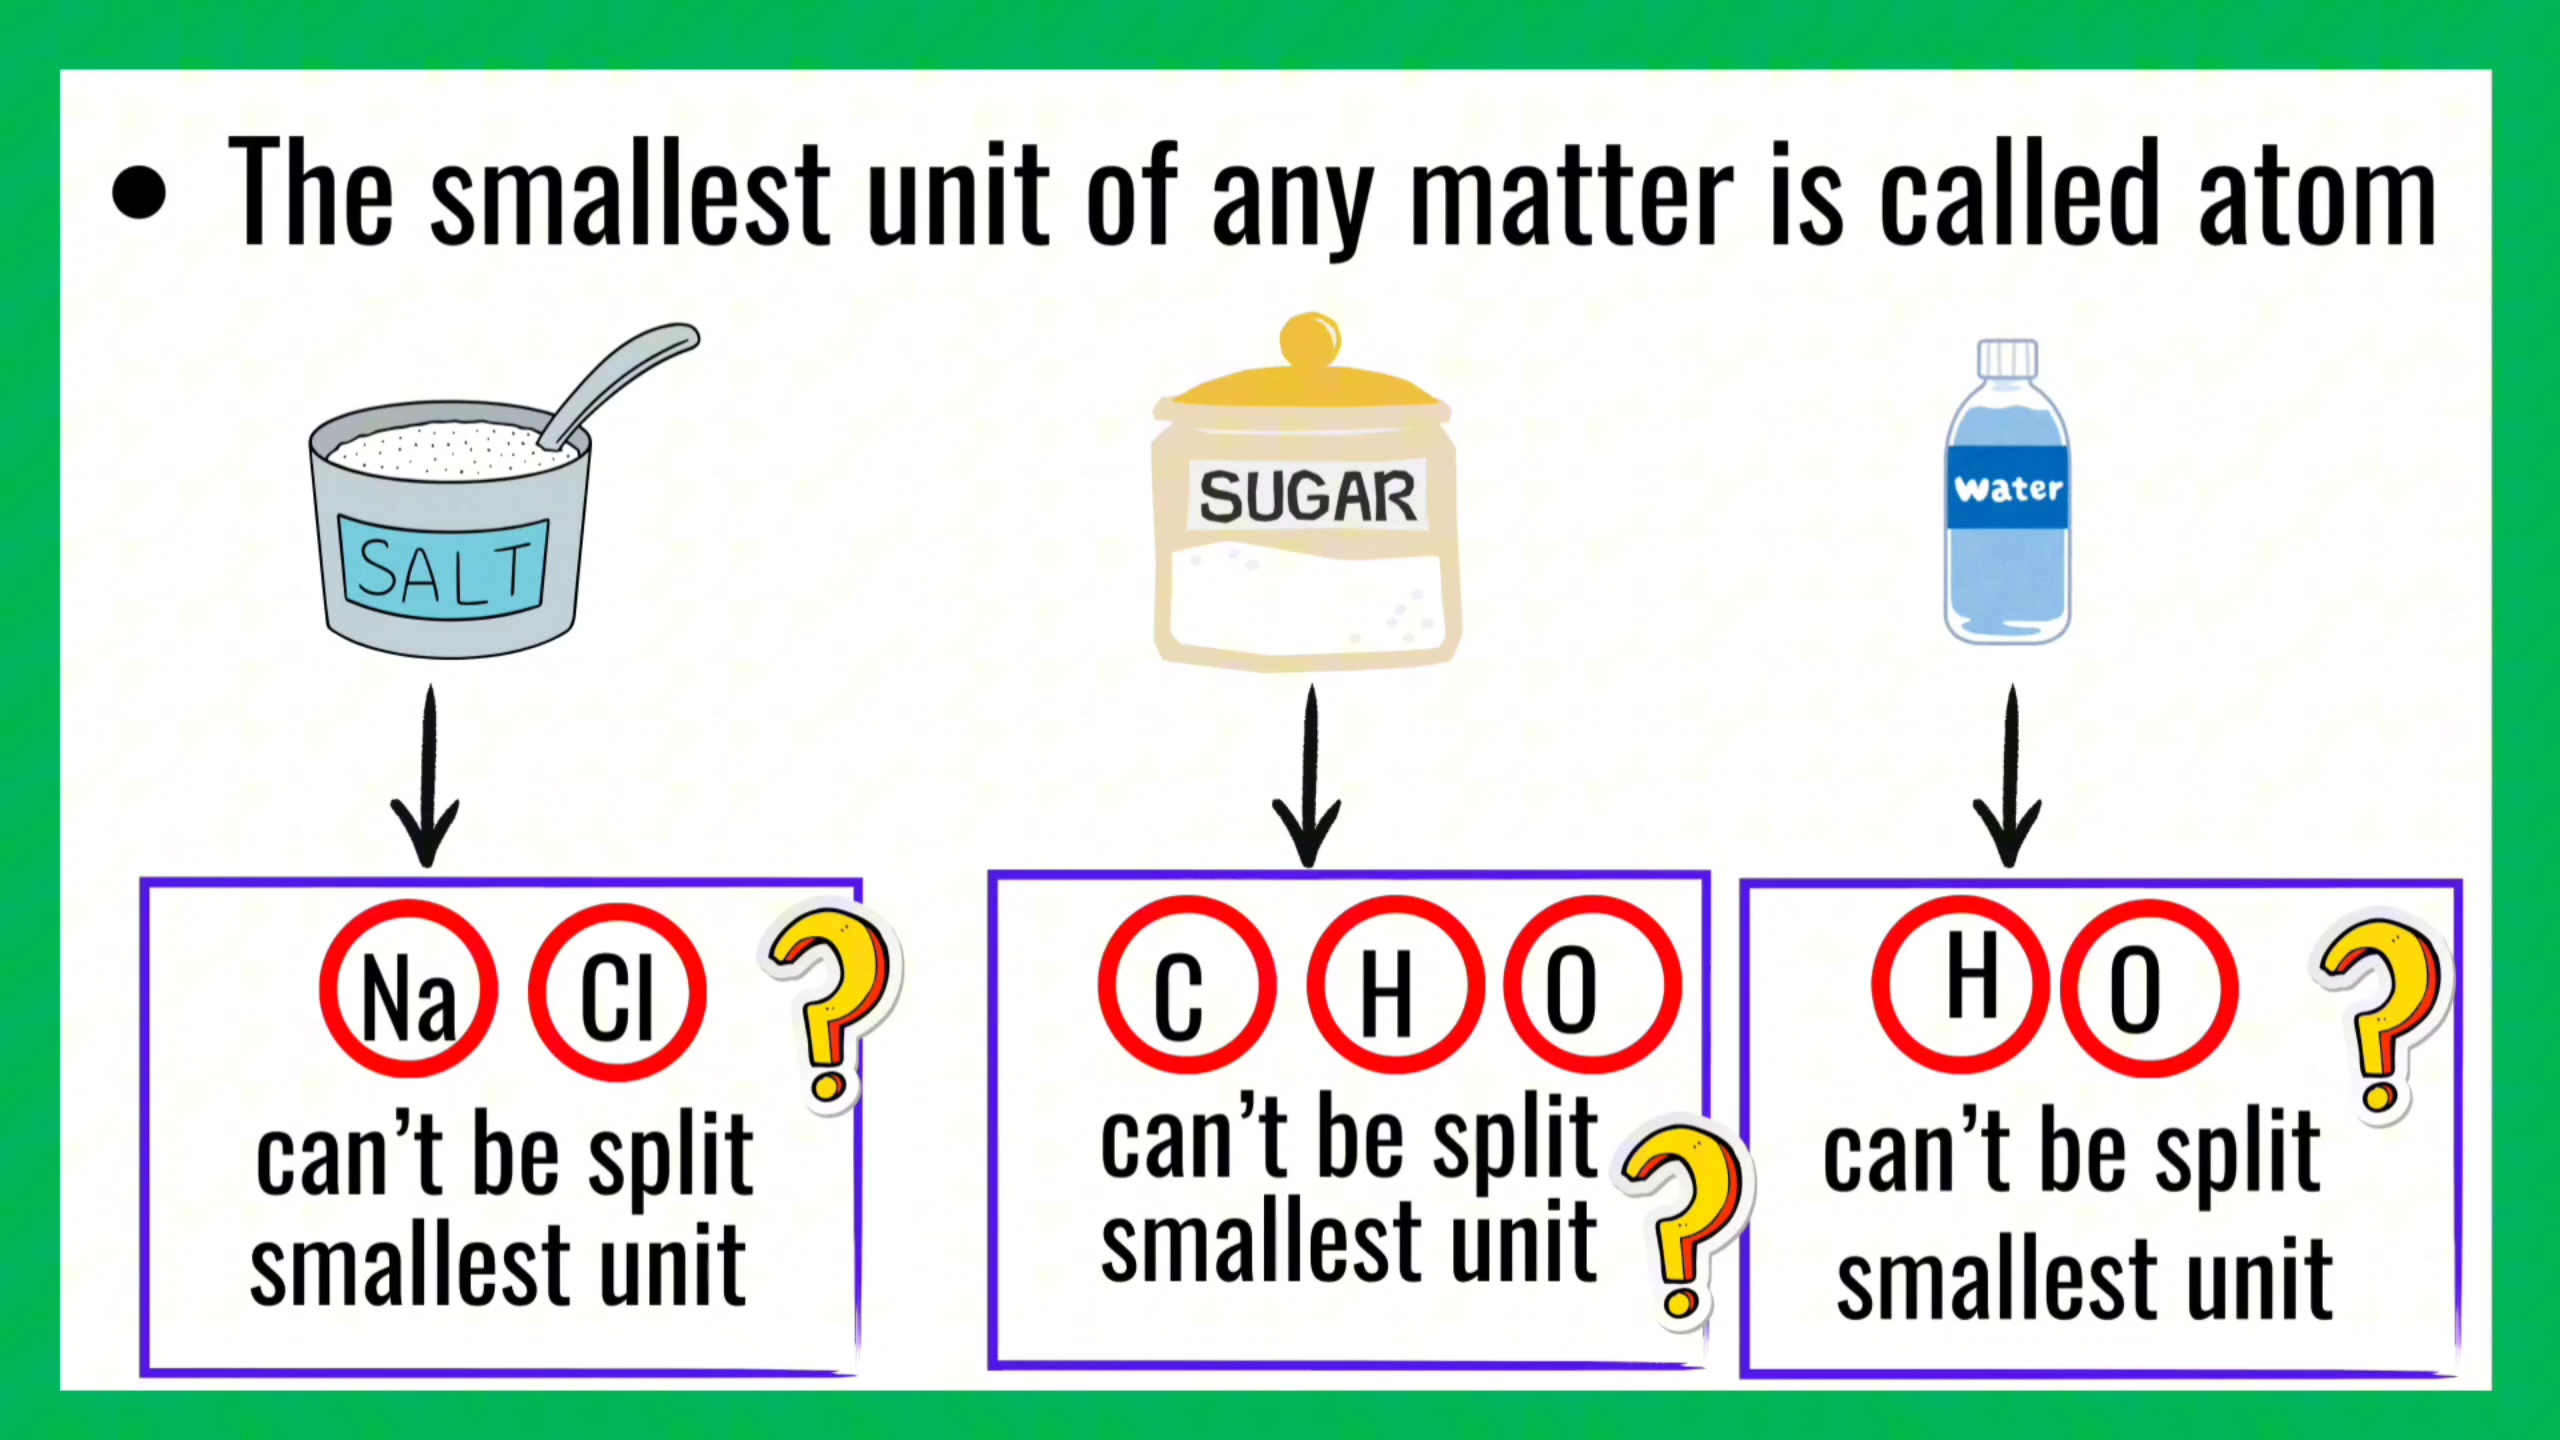 • The smallest unit of any matter is called atom
SALT
SUGAR
Water
Na Cl ?
can't be split
smallest unit
C H O
can't be split
smallest unit ?
H O ?
can't be split
smallest unit